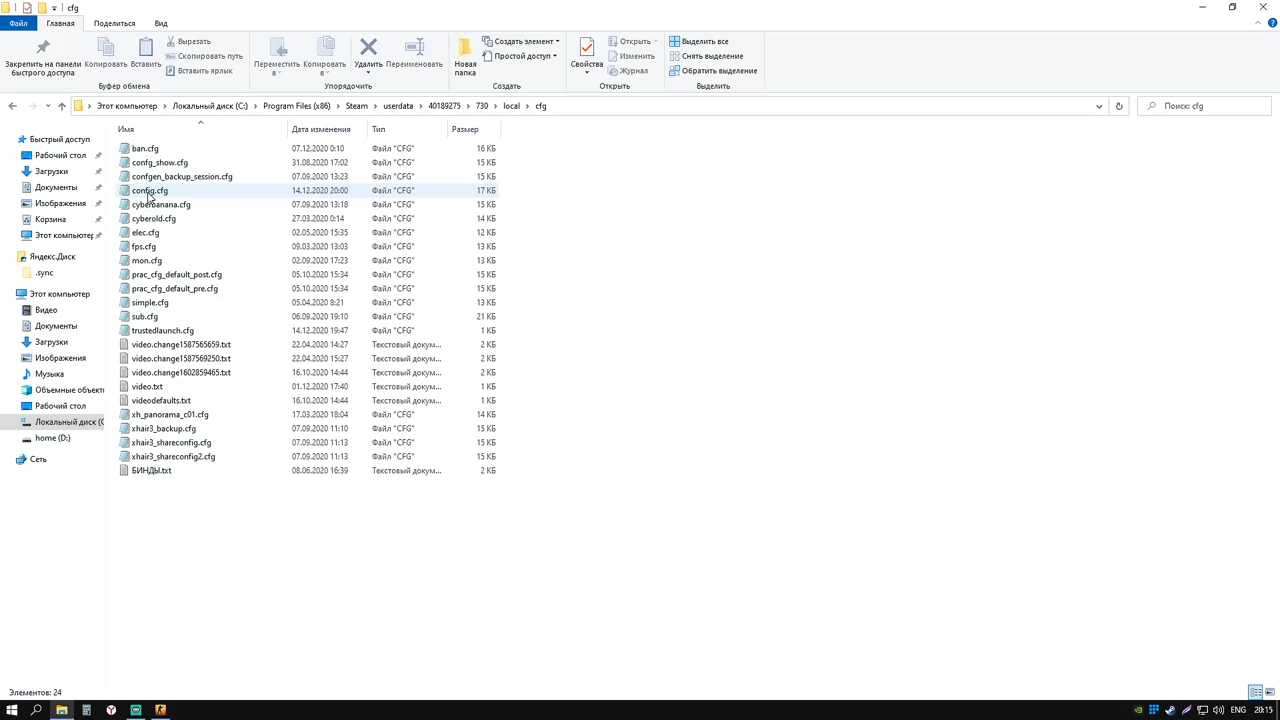 cfg
Файл Главная Поделиться Вид
Закрепить на панели быстрого доступа
Копировать
Вставить
Вырезать
Скопировать путь
Вставить ярлык
Буфер обмена
Переместить в
Копировать в
Удалить
Переименовать
Упорядочить
Новая папка
Создать элемент
Простой доступ
Создать
Свойства
Открыть
Изменить
Журнал
Открыть
Выделить все
Снять выделение
Обратить выделение
Выделить
Этот компьютер > Локальный диск (C:) > Program Files (x86) > Steam > userdata > 40189275 > 730 > local > cfg
Поиск: cfg
Быстрый доступ
Рабочий стол
Загрузки
Документы
Изображения
Корзина
Этот компьютер
Яндекс.Диск
.sync
Этот компьютер
Видео
Документы
Загрузки
Изображения
Музыка
Объемные объект
Рабочий стол
Локальный диск (C
home (D:)
Сеть
Имя Дата изменения Тип Размер
ban.cfg 07.12.2020 0:10 Файл "CFG" 16 КБ
confg_show.cfg 31.08.2020 17:02 Файл "CFG" 15 КБ
confgen_backup_session.cfg 07.09.2020 13:23 Файл "CFG" 15 КБ
config.cfg 14.12.2020 20:00 Файл "CFG" 17 КБ
cyberbanana.cfg 07.09.2020 13:18 Файл "CFG" 15 КБ
cyberold.cfg 27.03.2020 0:14 Файл "CFG" 14 КБ
elec.cfg 02.05.2020 15:35 Файл "CFG" 12 КБ
fps.cfg 09.03.2020 13:03 Файл "CFG" 13 КБ
mon.cfg 02.09.2020 17:23 Файл "CFG" 13 КБ
prac_cfg_default_post.cfg 05.10.2020 15:34 Файл "CFG" 15 КБ
prac_cfg_default_pre.cfg 05.10.2020 15:34 Файл "CFG" 15 КБ
simple.cfg 05.04.2020 8:21 Файл "CFG" 13 КБ
sub.cfg 06.09.2020 19:10 Файл "CFG" 21 КБ
trustedlaunch.cfg 14.12.2020 19:47 Файл "CFG" 1 КБ
video.change1587565659.txt 22.04.2020 14:27 Текстовый докум... 2 КБ
video.change1587569250.txt 22.04.2020 15:27 Текстовый докум... 2 КБ
video.change1602859465.txt 16.10.2020 14:44 Текстовый докум... 2 КБ
video.txt 01.12.2020 17:40 Текстовый докум... 1 КБ
videodefaults.txt 16.10.2020 14:44 Текстовый докум... 1 КБ
xh_panorama_c01.cfg 17.03.2020 18:04 Файл "CFG" 14 КБ
xhair3_backup.cfg 07.09.2020 11:10 Файл "CFG" 15 КБ
xhair3_shareconfig.cfg 07.09.2020 11:13 Файл "CFG" 15 КБ
xhair3_shareconfig2.cfg 07.09.2020 11:13 Файл "CFG" 15 КБ
БИНДЫ.txt 08.06.2020 16:39 Текстовый докум... 2 КБ
Элементов: 24
ENG 20:15